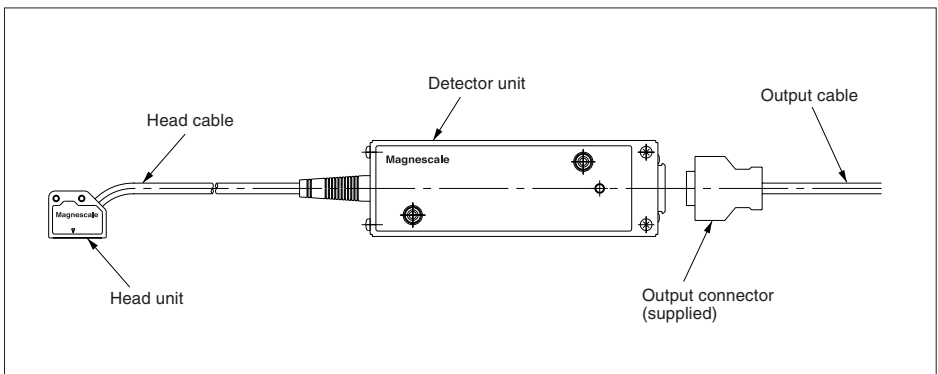 Detector unit
Output cable
Head cable
Magnescale
Magnescale
Head unit
Output connector
(supplied)